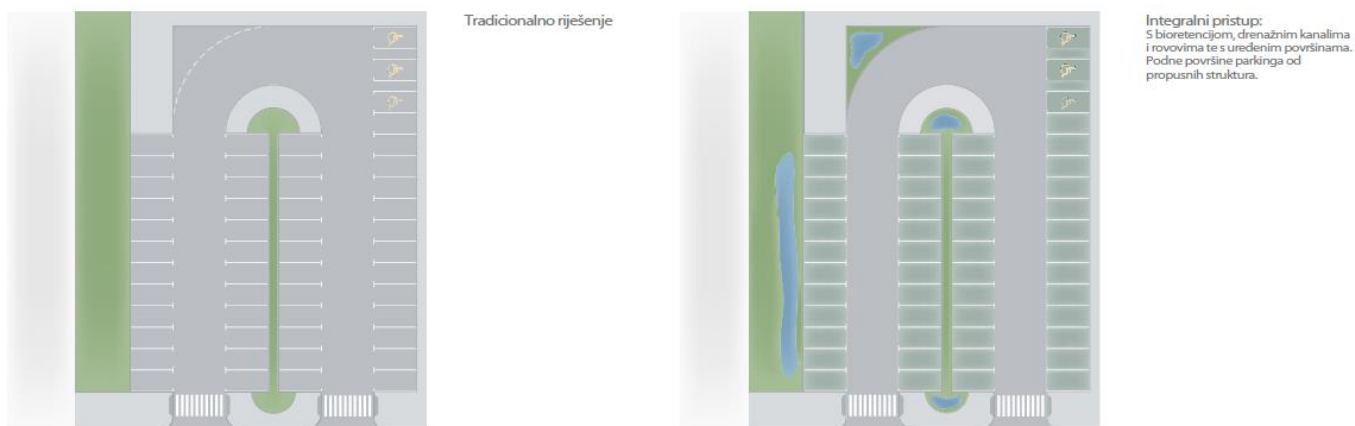 Tradicionalno riješenje
Integralni pristup:
S bioretencijom, drenažnim kanalima
i rovovima te s uređenim površinama.
Podne površine parkinga od
propusnih struktura.